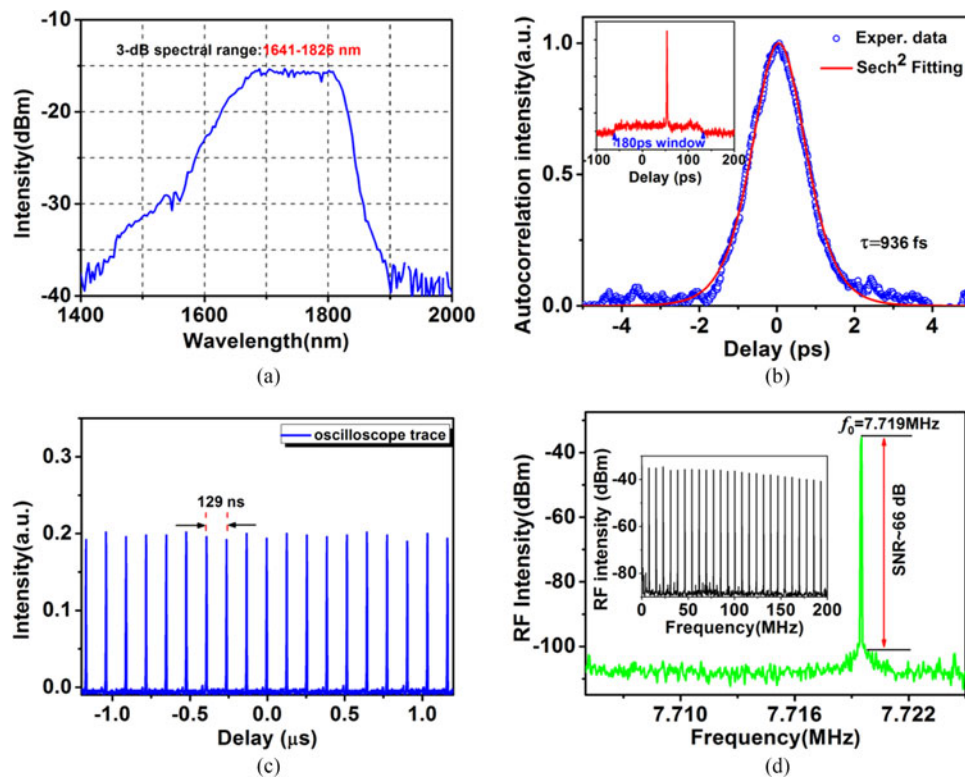 -10
-20
-30
-40
Intensity(dBm)
3-dB spectral range:1641-1826 nm
1400 1600 1800 2000
Wavelength(nm)
(a)
1.0
0.5
0.0
Autocorrelation intensity(a.u.)
Exper. data
Sech² Fitting
180ps window
-100 0 100 200
Delay (ps)
τ=936 fs
-4 -2 0 2 4
Delay (ps)
(b)
0.3
0.2
0.1
0.0
Intensity(a.u.)
oscilloscope trace
129 ns
-1.0 -0.5 0.0 0.5 1.0
Delay (μs)
(c)
-40
-60
-80
-100
RF Intensity(dBm)
f₀=7.719MHz
SNR~66 dB
-40
-60
-80
RF intensity (dBm)
0 50 100 150 200
Frequency(MHz)
7.710 7.716 7.722
Frequency(MHz)
(d)